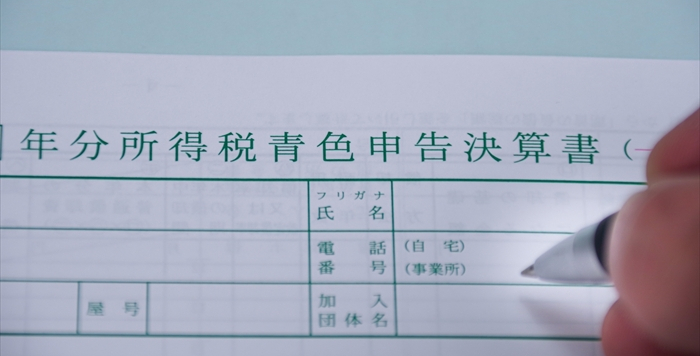 年分所得税青色申告決算書(
フリガナ
氏名
電話番号
(自宅)
(事業所)
屋号
加入団体名